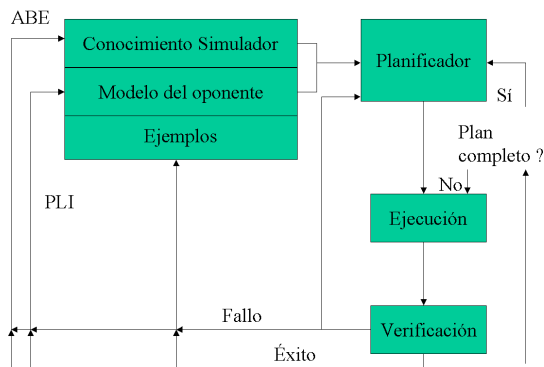 ABE
Conocimiento Simulador
Modelo del oponente
Ejemplos
Planificador
Sí
Plan
completo ?
No
PLI
Ejecución
Fallo
Verificación
Éxito